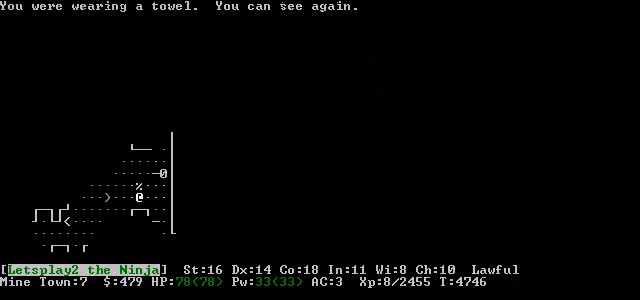 You were wearing a towel.  You can see again.
[Letsplay2 the Ninja]  St:16 Dx:14 Co:18 In:11 Wi:8 Ch:10  Lawful
Mine Town:7  $:479 HP:78(78) Pw:33(33) AC:3  Xp:8/2455 T:4746